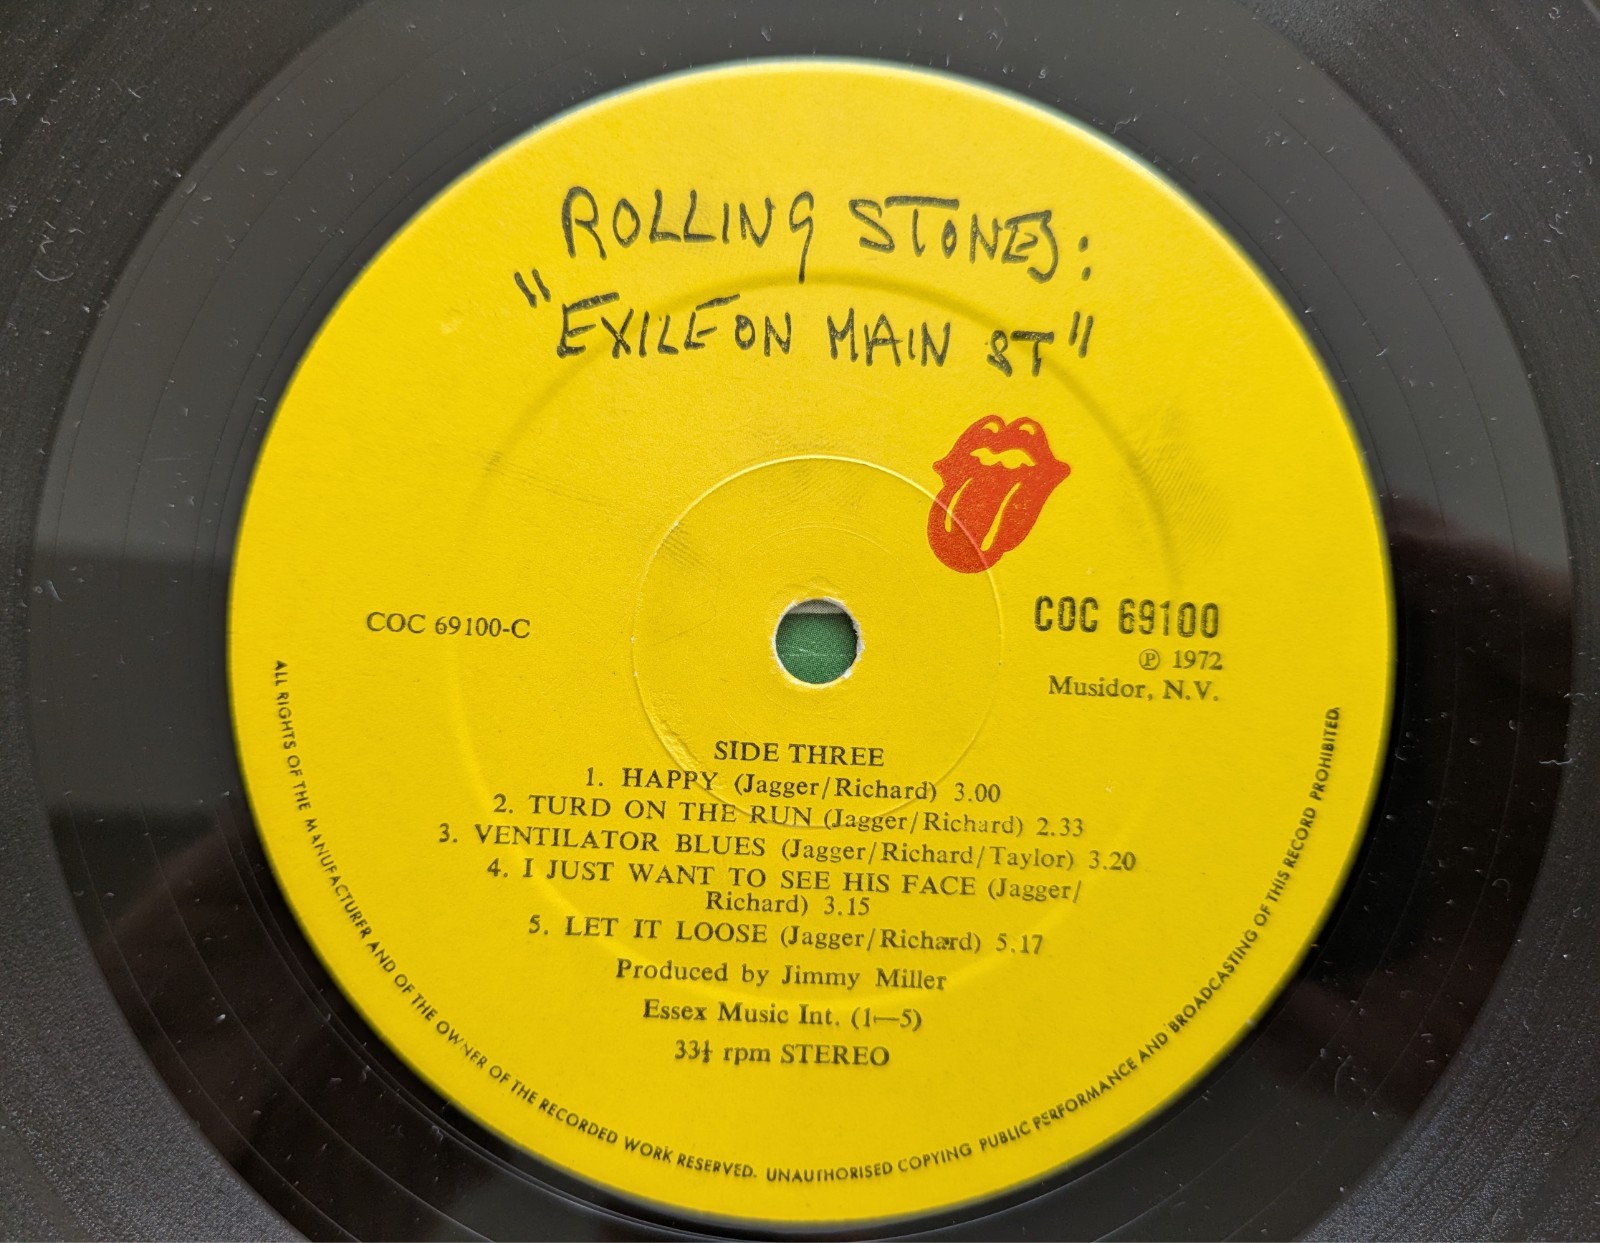 ROLLING STONES:
"EXILE ON MAIN ST"
COC 69100-C
COC 69100
℗ 1972
Musidor, N.V.
SIDE THREE
1. HAPPY (Jagger/Richard) 3.00
2. TURD ON THE RUN (Jagger/Richard) 2.33
3. VENTILATOR BLUES (Jagger/Richard/Taylor) 3.20
4. I JUST WANT TO SEE HIS FACE (Jagger/
Richard) 3.15
5. LET IT LOOSE (Jagger/Richard) 5.17
Produced by Jimmy Miller
Essex Music Int. (1—5)
33⅓ rpm STEREO
ALL RIGHTS OF THE MANUFACTURER AND OF THE OWNER OF THE RECORDED WORK RESERVED. UNAUTHORISED COPYING PUBLIC PERFORMANCE AND BROADCASTING OF THIS RECORD PROHIBITED.